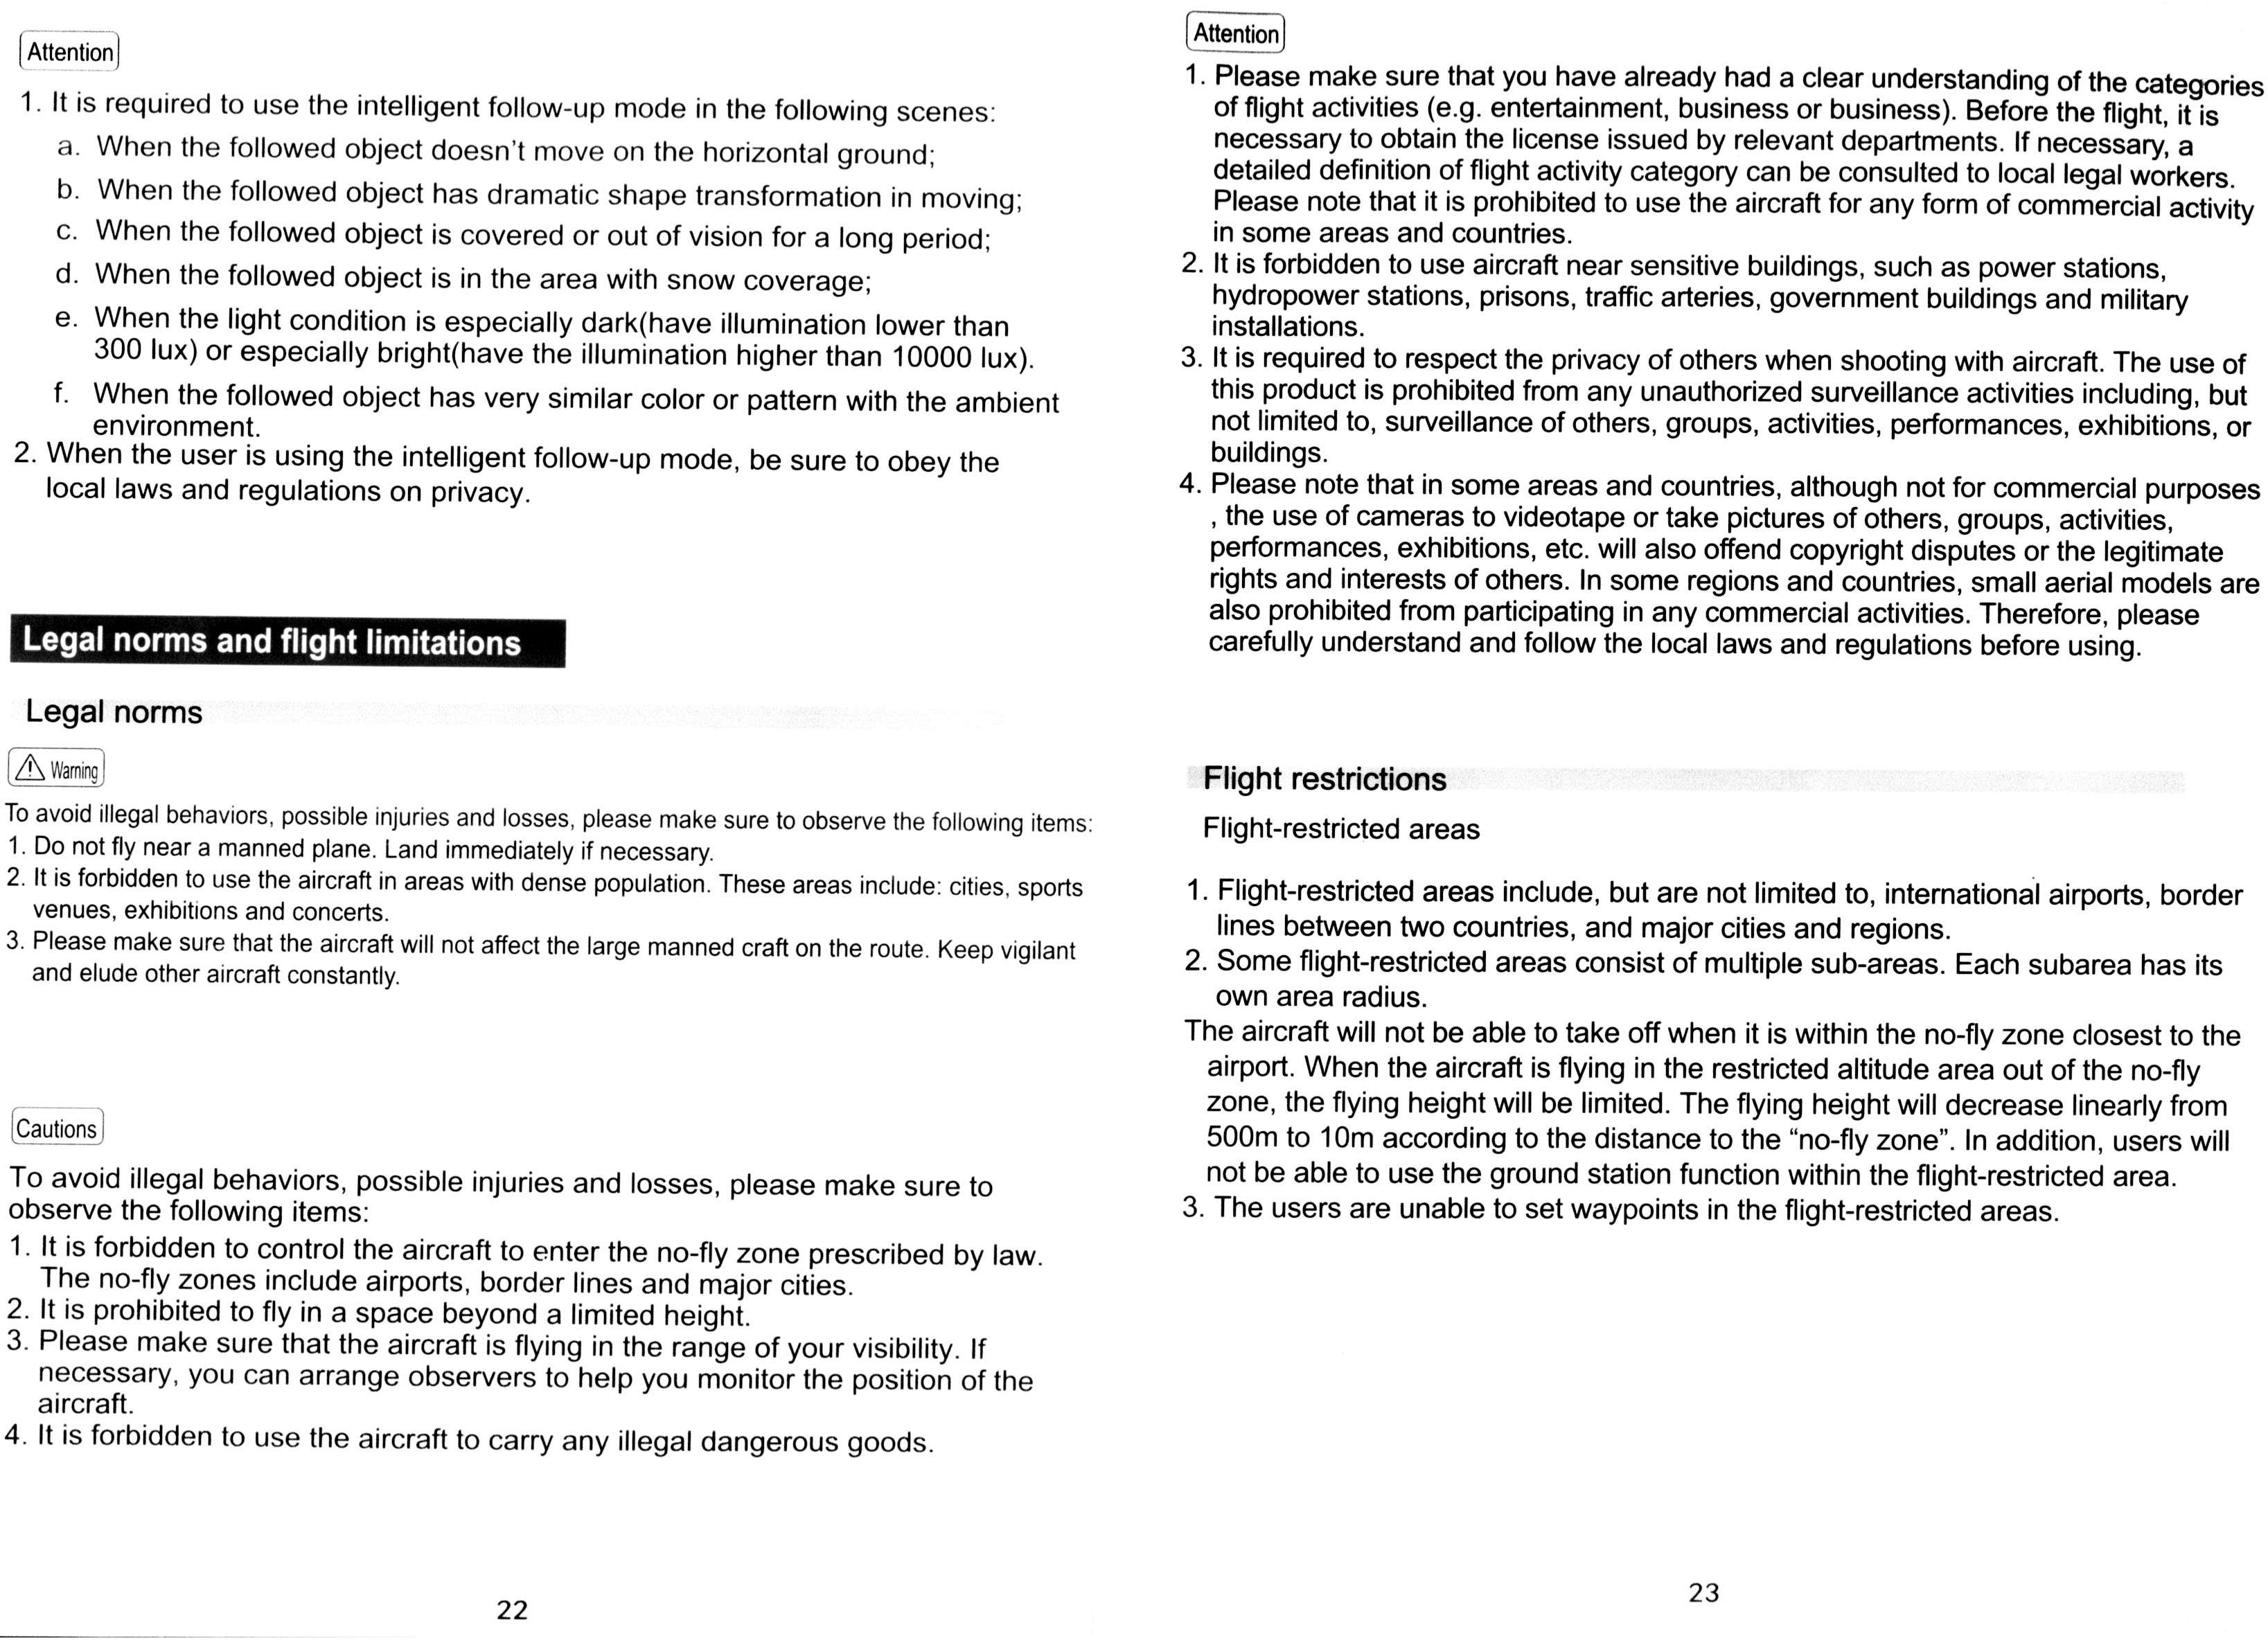 Attention
1. It is required to use the intelligent follow-up mode in the following scenes:
a. When the followed object doesn't move on the horizontal ground;
b. When the followed object has dramatic shape transformation in moving;
c. When the followed object is covered or out of vision for a long period;
d. When the followed object is in the area with snow coverage;
e. When the light condition is especially dark(have illumination lower than
300 lux) or especially bright(have the illumination higher than 10000 lux).
f. When the followed object has very similar color or pattern with the ambient
environment.
2. When the user is using the intelligent follow-up mode, be sure to obey the
local laws and regulations on privacy.
Legal norms and flight limitations
Legal norms
Warning
To avoid illegal behaviors, possible injuries and losses, please make sure to observe the following items:
1. Do not fly near a manned plane. Land immediately if necessary.
2. It is forbidden to use the aircraft in areas with dense population. These areas include: cities, sports
venues, exhibitions and concerts.
3. Please make sure that the aircraft will not affect the large manned craft on the route. Keep vigilant
and elude other aircraft constantly.
Cautions
To avoid illegal behaviors, possible injuries and losses, please make sure to
observe the following items:
1. It is forbidden to control the aircraft to enter the no-fly zone prescribed by law.
The no-fly zones include airports, border lines and major cities.
2. It is prohibited to fly in a space beyond a limited height.
3. Please make sure that the aircraft is flying in the range of your visibility. If
necessary, you can arrange observers to help you monitor the position of the
aircraft.
4. It is forbidden to use the aircraft to carry any illegal dangerous goods.
22
Attention
1. Please make sure that you have already had a clear understanding of the categories
of flight activities (e.g. entertainment, business or business). Before the flight, it is
necessary to obtain the license issued by relevant departments. If necessary, a
detailed definition of flight activity category can be consulted to local legal workers.
Please note that it is prohibited to use the aircraft for any form of commercial activity
in some areas and countries.
2. It is forbidden to use aircraft near sensitive buildings, such as power stations,
hydropower stations, prisons, traffic arteries, government buildings and military
installations.
3. It is required to respect the privacy of others when shooting with aircraft. The use of
this product is prohibited from any unauthorized surveillance activities including, but
not limited to, surveillance of others, groups, activities, performances, exhibitions, or
buildings.
4. Please note that in some areas and countries, although not for commercial purposes
, the use of cameras to videotape or take pictures of others, groups, activities,
performances, exhibitions, etc. will also offend copyright disputes or the legitimate
rights and interests of others. In some regions and countries, small aerial models are
also prohibited from participating in any commercial activities. Therefore, please
carefully understand and follow the local laws and regulations before using.
Flight restrictions
Flight-restricted areas
1. Flight-restricted areas include, but are not limited to, international airports, border
lines between two countries, and major cities and regions.
2. Some flight-restricted areas consist of multiple sub-areas. Each subarea has its
own area radius.
The aircraft will not be able to take off when it is within the no-fly zone closest to the
airport. When the aircraft is flying in the restricted altitude area out of the no-fly
zone, the flying height will be limited. The flying height will decrease linearly from
500m to 10m according to the distance to the “no-fly zone”. In addition, users will
not be able to use the ground station function within the flight-restricted area.
3. The users are unable to set waypoints in the flight-restricted areas.
23